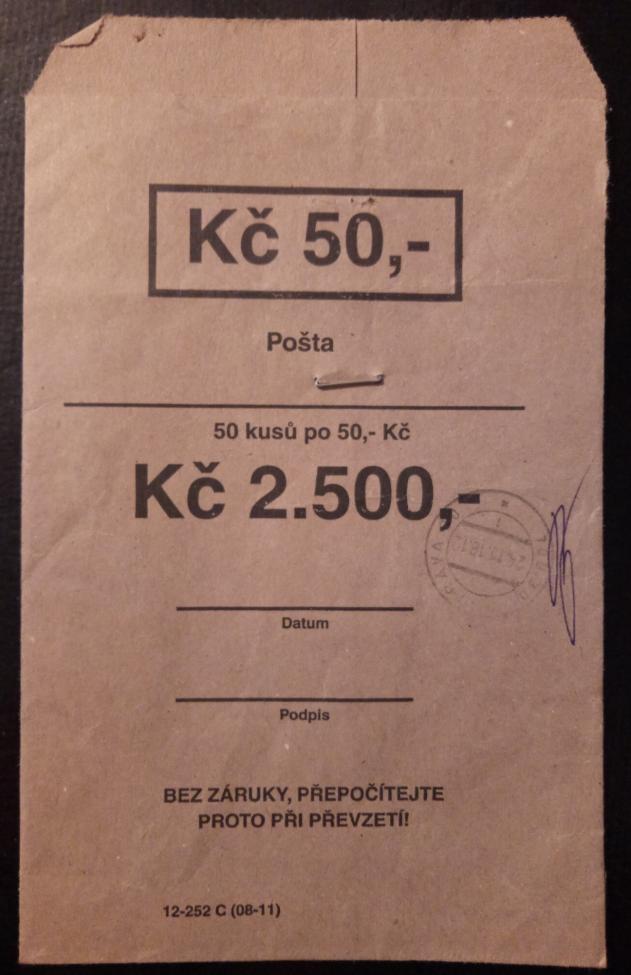 Kč 50,-
Pošta
50 kusů po 50,- Kč
Kč 2.500,-
Datum
Podpis
BEZ ZÁRUKY, PŘEPOČÍTEJTE
PROTO PŘI PŘEVZETÍ!
12-252 C (08-11)